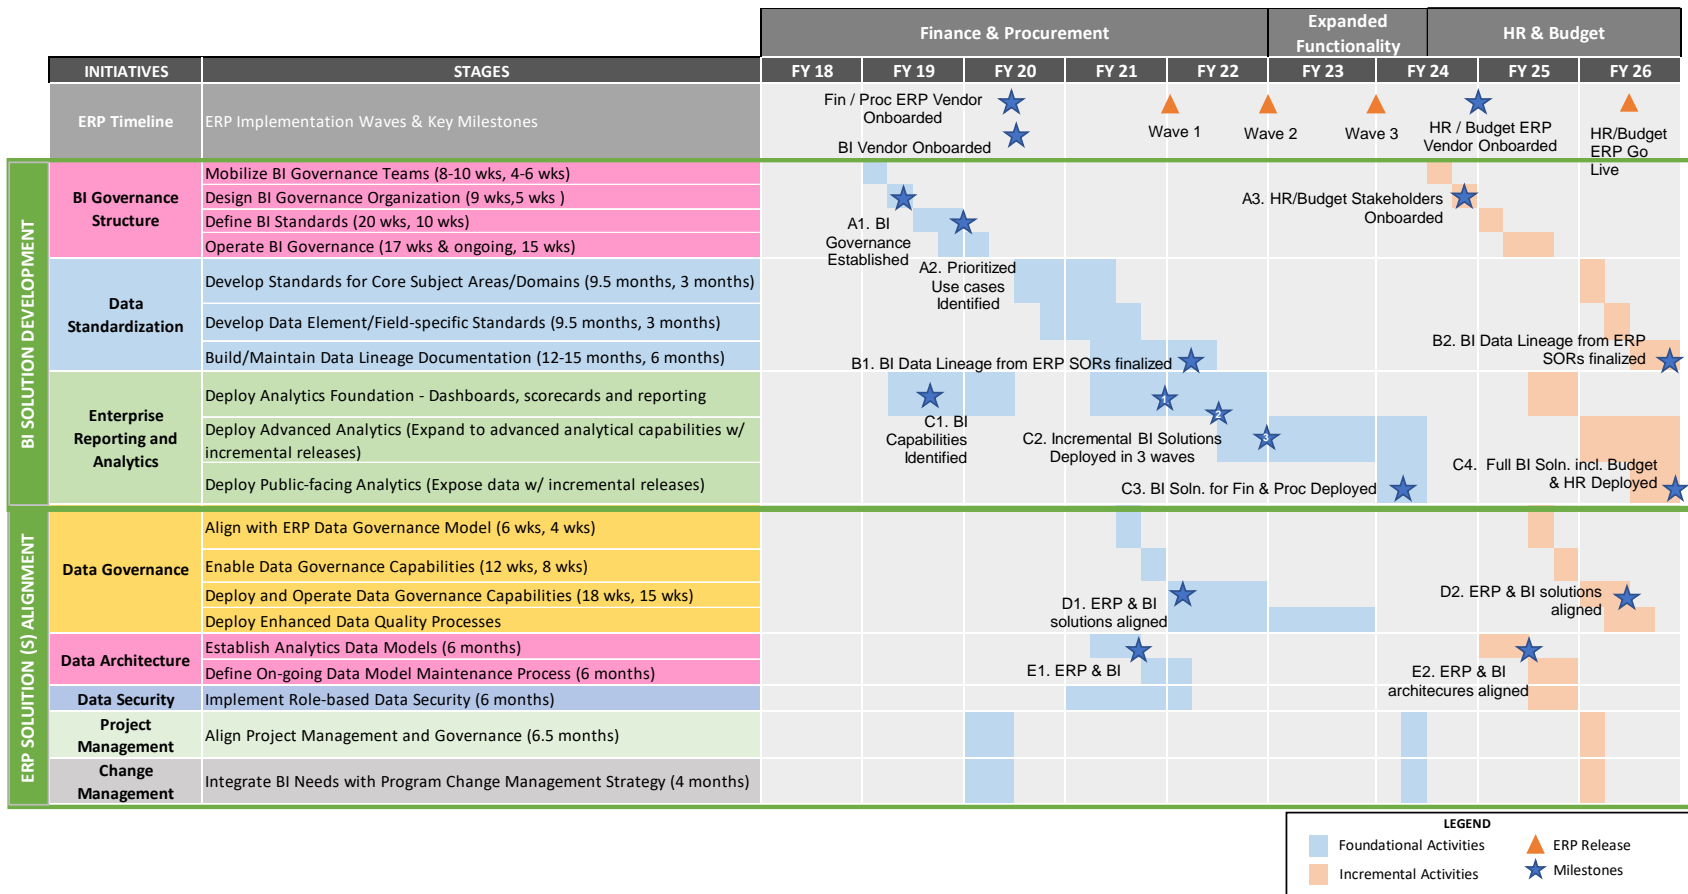 Finance & Procurement
Expanded
Functionality
HR & Budget
INITIATIVES
STAGES
FY 18
FY 19
FY 20
FY 21
FY 22
FY 23
FY 24
FY 25
FY 26
ERP Timeline
ERP Implementation Waves & Key Milestones
Fin / Proc ERP Vendor
Onboarded
BI Vendor Onboarded
Wave 1
Wave 2
Wave 3
HR / Budget ERP
Vendor Onboarded
HR/Budget
ERP Go
Live
BI SOLUTION DEVELOPMENT
BI Governance
Structure
Mobilize BI Governance Teams (8-10 wks, 4-6 wks)
Design BI Governance Organization (9 wks,5 wks )
Define BI Standards (20 wks, 10 wks)
Operate BI Governance (17 wks & ongoing, 15 wks)
A1. BI
Governance
Established
A2. Prioritized
Use cases
Identified
A3. HR/Budget Stakeholders
Onboarded
Data
Standardization
Develop Standards for Core Subject Areas/Domains (9.5 months, 3 months)
Develop Data Element/Field-specific Standards (9.5 months, 3 months)
Build/Maintain Data Lineage Documentation (12-15 months, 6 months)
B1. BI Data Lineage from ERP SORs finalized
B2. BI Data Lineage from ERP
SORs finalized
Enterprise
Reporting and
Analytics
Deploy Analytics Foundation - Dashboards, scorecards and reporting
Deploy Advanced Analytics (Expand to advanced analytical capabilities w/
incremental releases)
Deploy Public-facing Analytics (Expose data w/ incremental releases)
C1. BI
Capabilities
Identified
1
2
3
C2. Incremental BI Solutions
Deployed in 3 waves
C3. BI Soln. for Fin & Proc Deployed
C4. Full BI Soln. incl. Budget
& HR Deployed
ERP SOLUITION (S) ALIGNMENT
Data Governance
Align with ERP Data Governance Model (6 wks, 4 wks)
Enable Data Governance Capabilities (12 wks, 8 wks)
Deploy and Operate Data Governance Capabilities (18 wks, 15 wks)
Deploy Enhanced Data Quality Processes
D1. ERP & BI
solutions aligned
D2. ERP & BI solutions
aligned
Data Architecture
Establish Analytics Data Models (6 months)
Define On-going Data Model Maintenance Process (6 months)
E1. ERP & BI
E2. ERP & BI
architecures aligned
Data Security
Implement Role-based Data Security (6 months)
Project
Management
Align Project Management and Governance (6.5 months)
Change
Management
Integrate BI Needs with Program Change Management Strategy (4 months)
LEGEND
Foundational Activities
ERP Release
Incremental Activities
Milestones